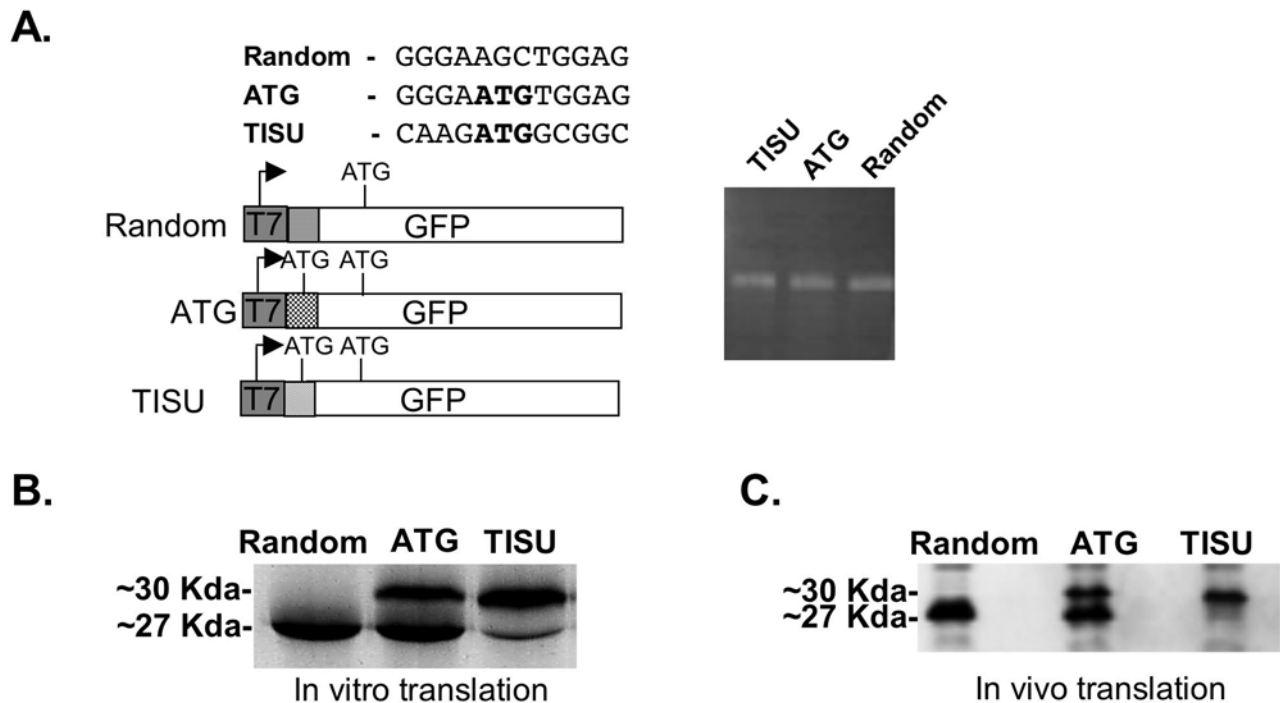 A.
Random - GGGAAGCTGGAG
ATG - GGGAATGTGGAG
TISU - CAAGATGGCGGC
TISU ATG Random
ATG
Random T7 GFP
ATG ATG
ATG T7 GFP
ATG ATG
TISU T7 GFP
B.
Random ATG TISU
~30 Kda-
~27 Kda-
In vitro translation
C.
Random ATG TISU
~30 Kda-
~27 Kda-
In vivo translation